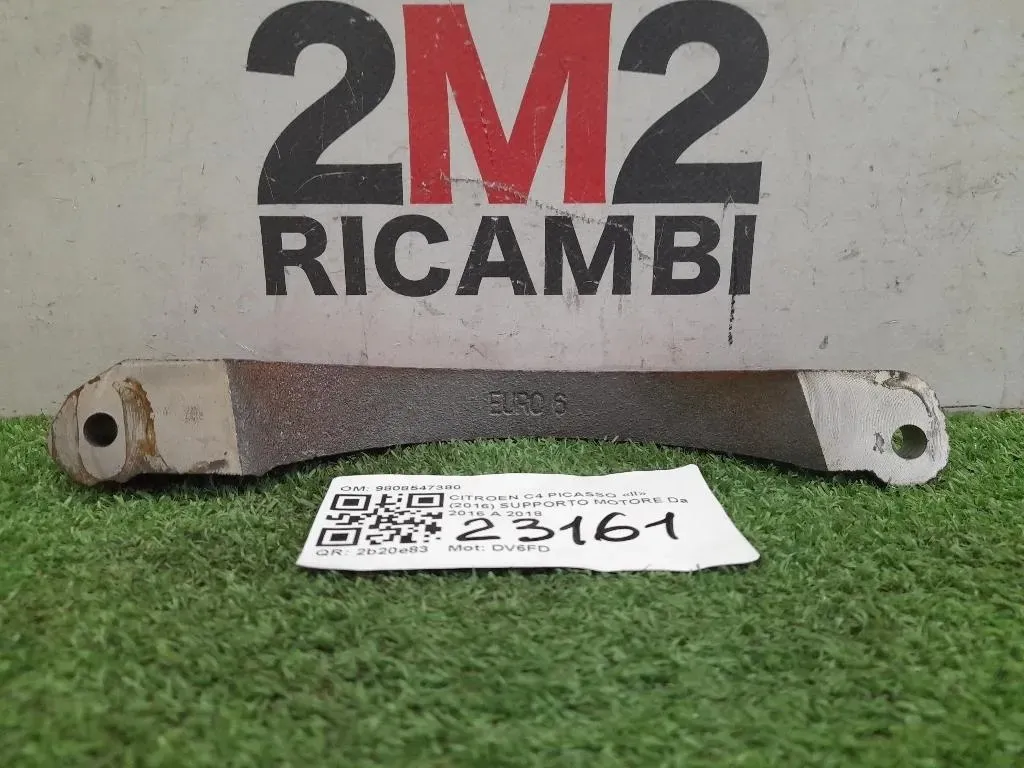 2M2
RICAMBI
EURO 6
OM: 9808547380
CITROEN C4 PICASSO «II»
(2016) SUPPORTO MOTORE Da
2016 A 2018
23161
QR: 2b20e83 Mot: DV6FD